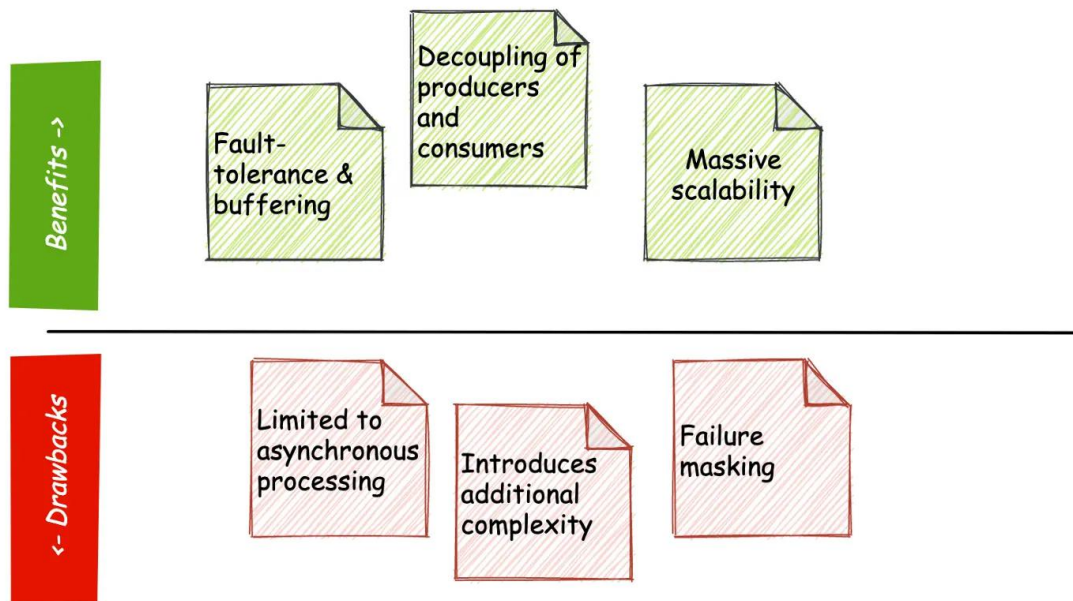 Benefits ->
Fault-
tolerance &
buffering
Decoupling of
producers
and
consumers
Massive
scalability
<- Drawbacks
Limited to
asynchronous
processing
Introduces
additional
complexity
Failure
masking